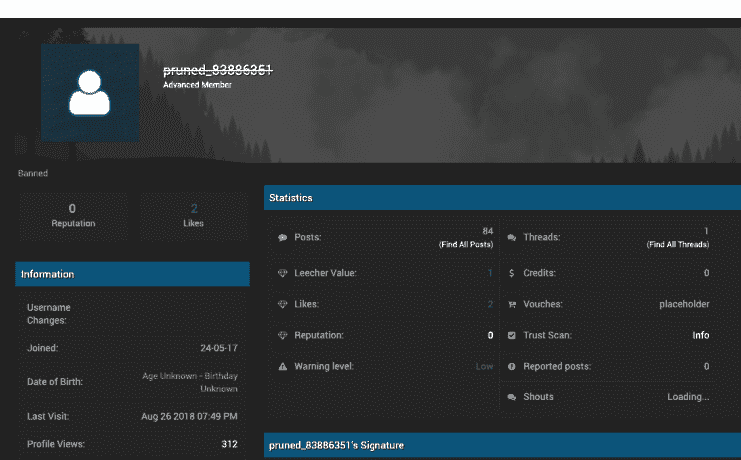 pruned_83886351
Advanced Member
Banned
0
Reputation
2
Likes
Information
Username
Changes:
Joined: 24-05-17
Date of Birth: Age Unknown - Birthday
Unknown
Last Visit: Aug 26 2018 07:49 PM
Profile Views: 312
Statistics
Posts: 84
(Find All Posts)
Threads: 1
(Find All Threads)
Leecher Value: 1
Credits: 0
Likes: 2
Vouches: placeholder
Reputation: 0
Trust Scan: Info
Warning level: Low
Reported posts: 0
Shouts Loading...
pruned_83886351's Signature